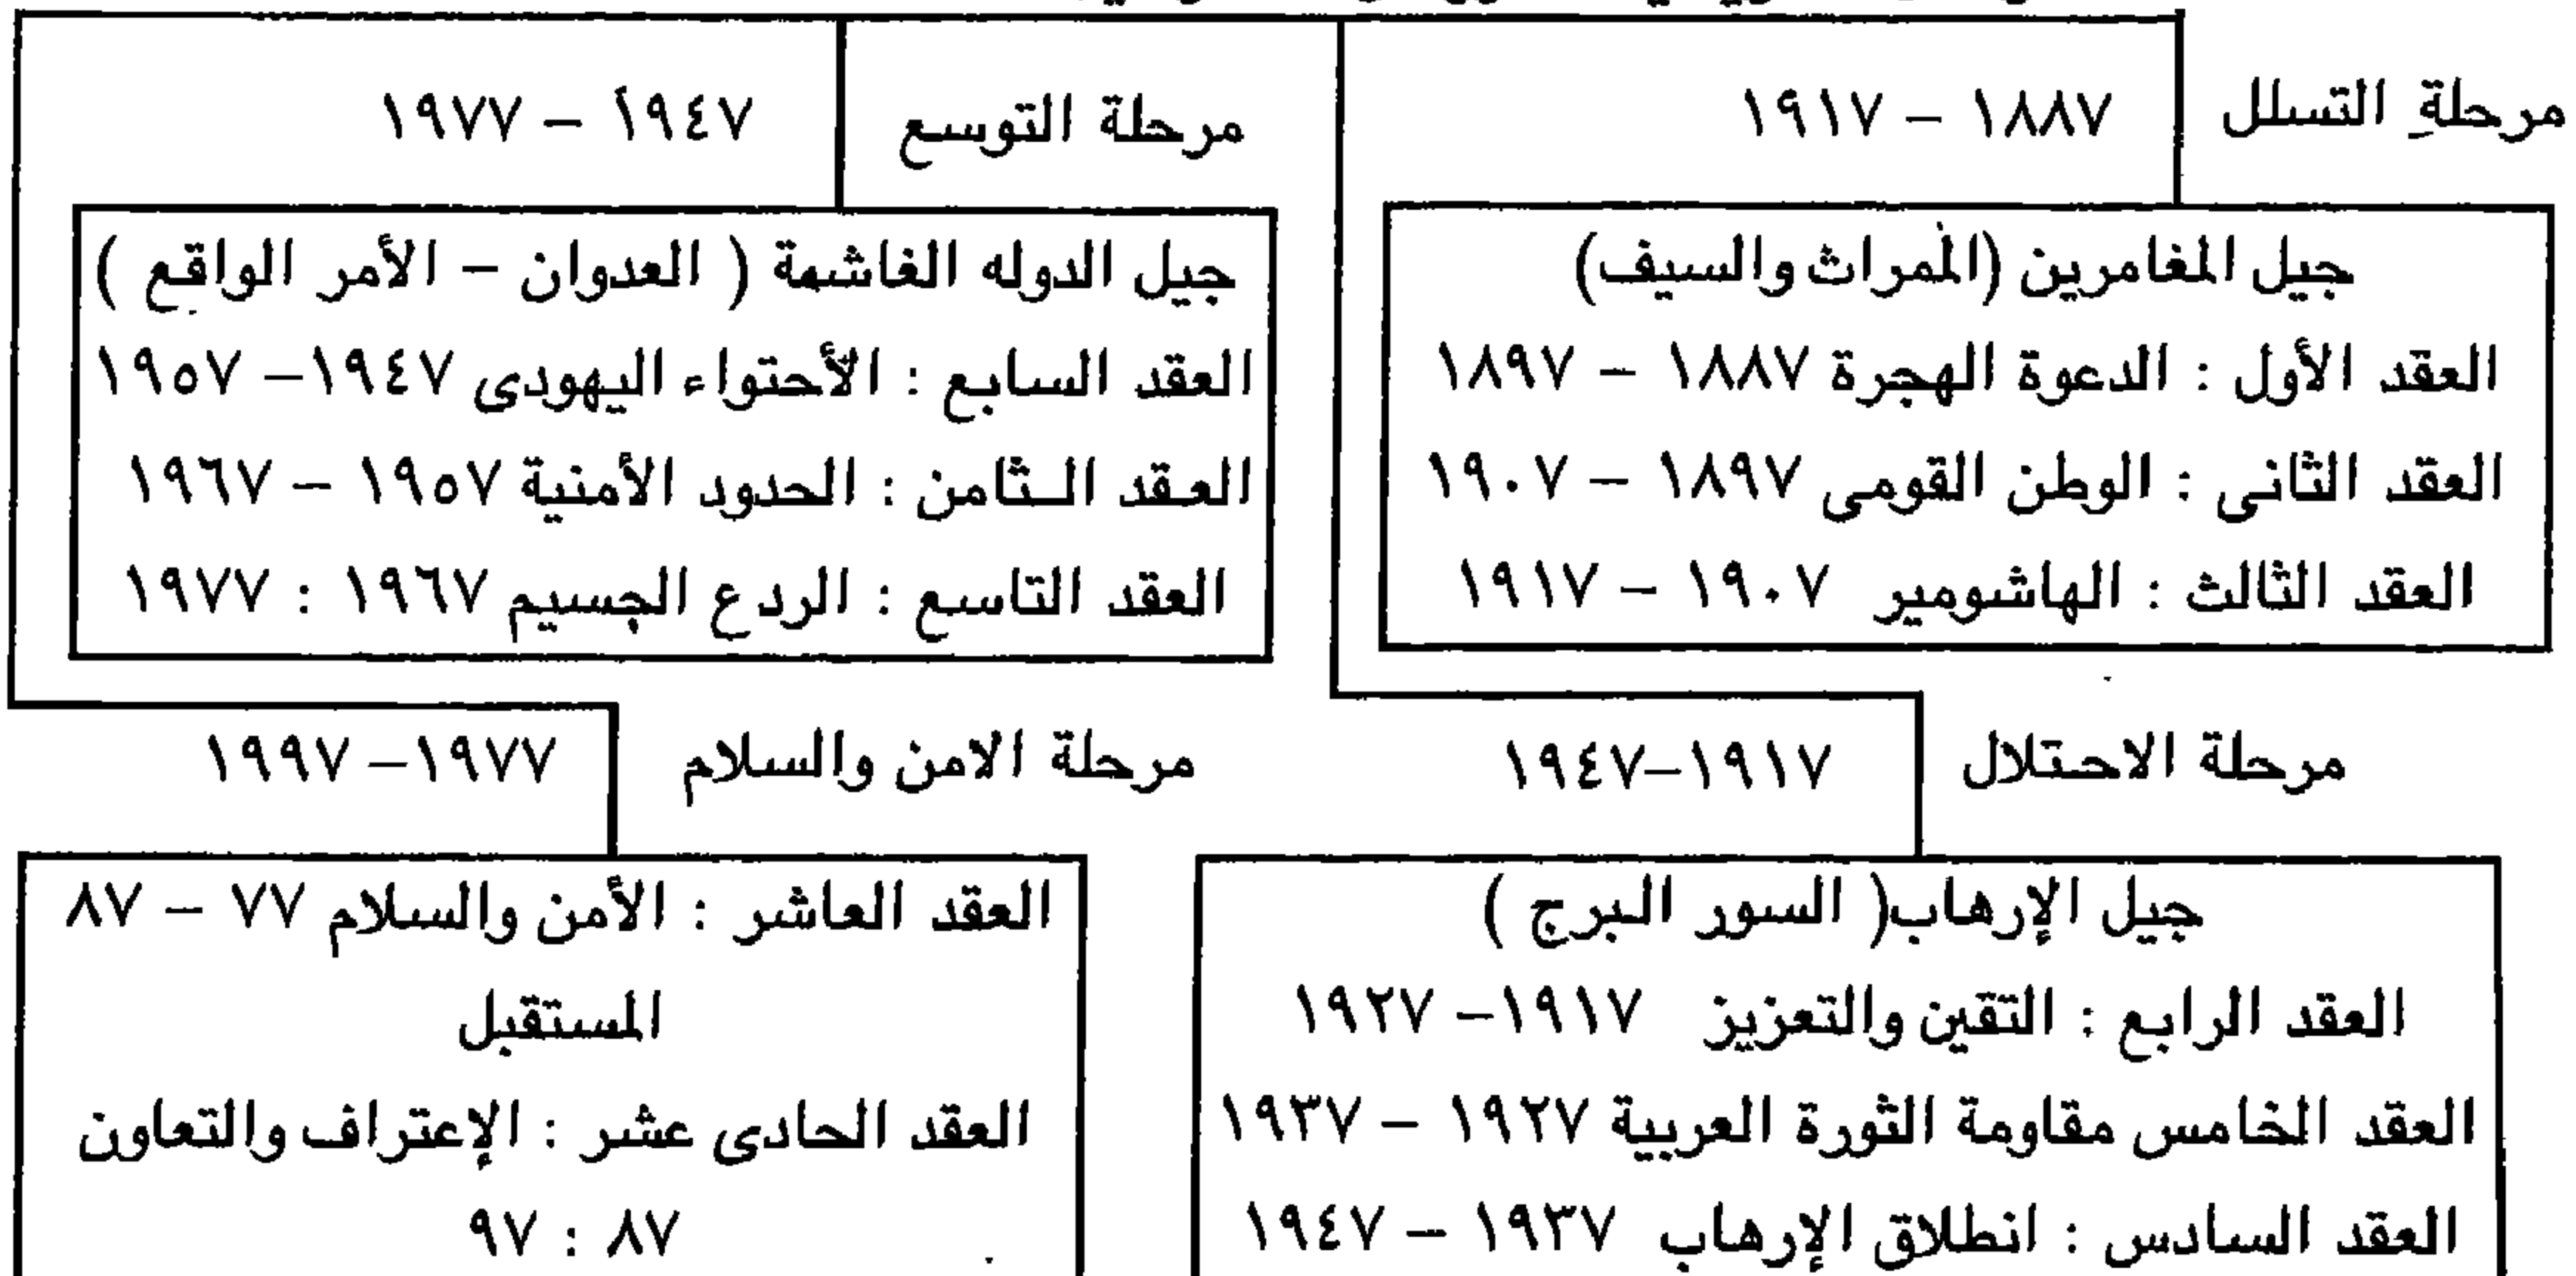 مرحلة التسلل ١٨٨٧ – ١٩١٧
جيل المغامرين (المراث والسيف)
العقد الأول : الدعوة الهجرة ١٨٨٧ – ١٨٩٧
العقد الثانى : الوطن القومى ١٨٩٧ – ١٩٠٧
العقد الثالث : الهاشومير ١٩٠٧ – ١٩١٧
مرحلة الاحتلال ١٩١٧–١٩٤٧
جيل الإرهاب( السور البرج )
العقد الرابع : التقين والتعزيز ١٩١٧– ١٩٢٧
العقد الخامس مقاومة الثورة العربية ١٩٢٧ – ١٩٣٧
العقد السادس : انطلاق الإرهاب ١٩٣٧ – ١٩٤٧
مرحلة التوسع ١٩٤٧ – ١٩٧٧
جيل الدوله الغاشمة ( العدوان – الأمر الواقع )
العقد السابع : الأحتواء اليهودى ١٩٤٧– ١٩٥٧
العقد الثامن : الحدود الأمنية ١٩٥٧ – ١٩٦٧
العقد التاسع : الردع الجسيم ١٩٦٧ : ١٩٧٧
مرحلة الامن والسلام ١٩٧٧– ١٩٩٧
العقد العاشر : الأمن والسلام ٧٧ – ٨٧
المستقبل
العقد الحادى عشر : الإعتراف والتعاون
٨٧ : ٩٧